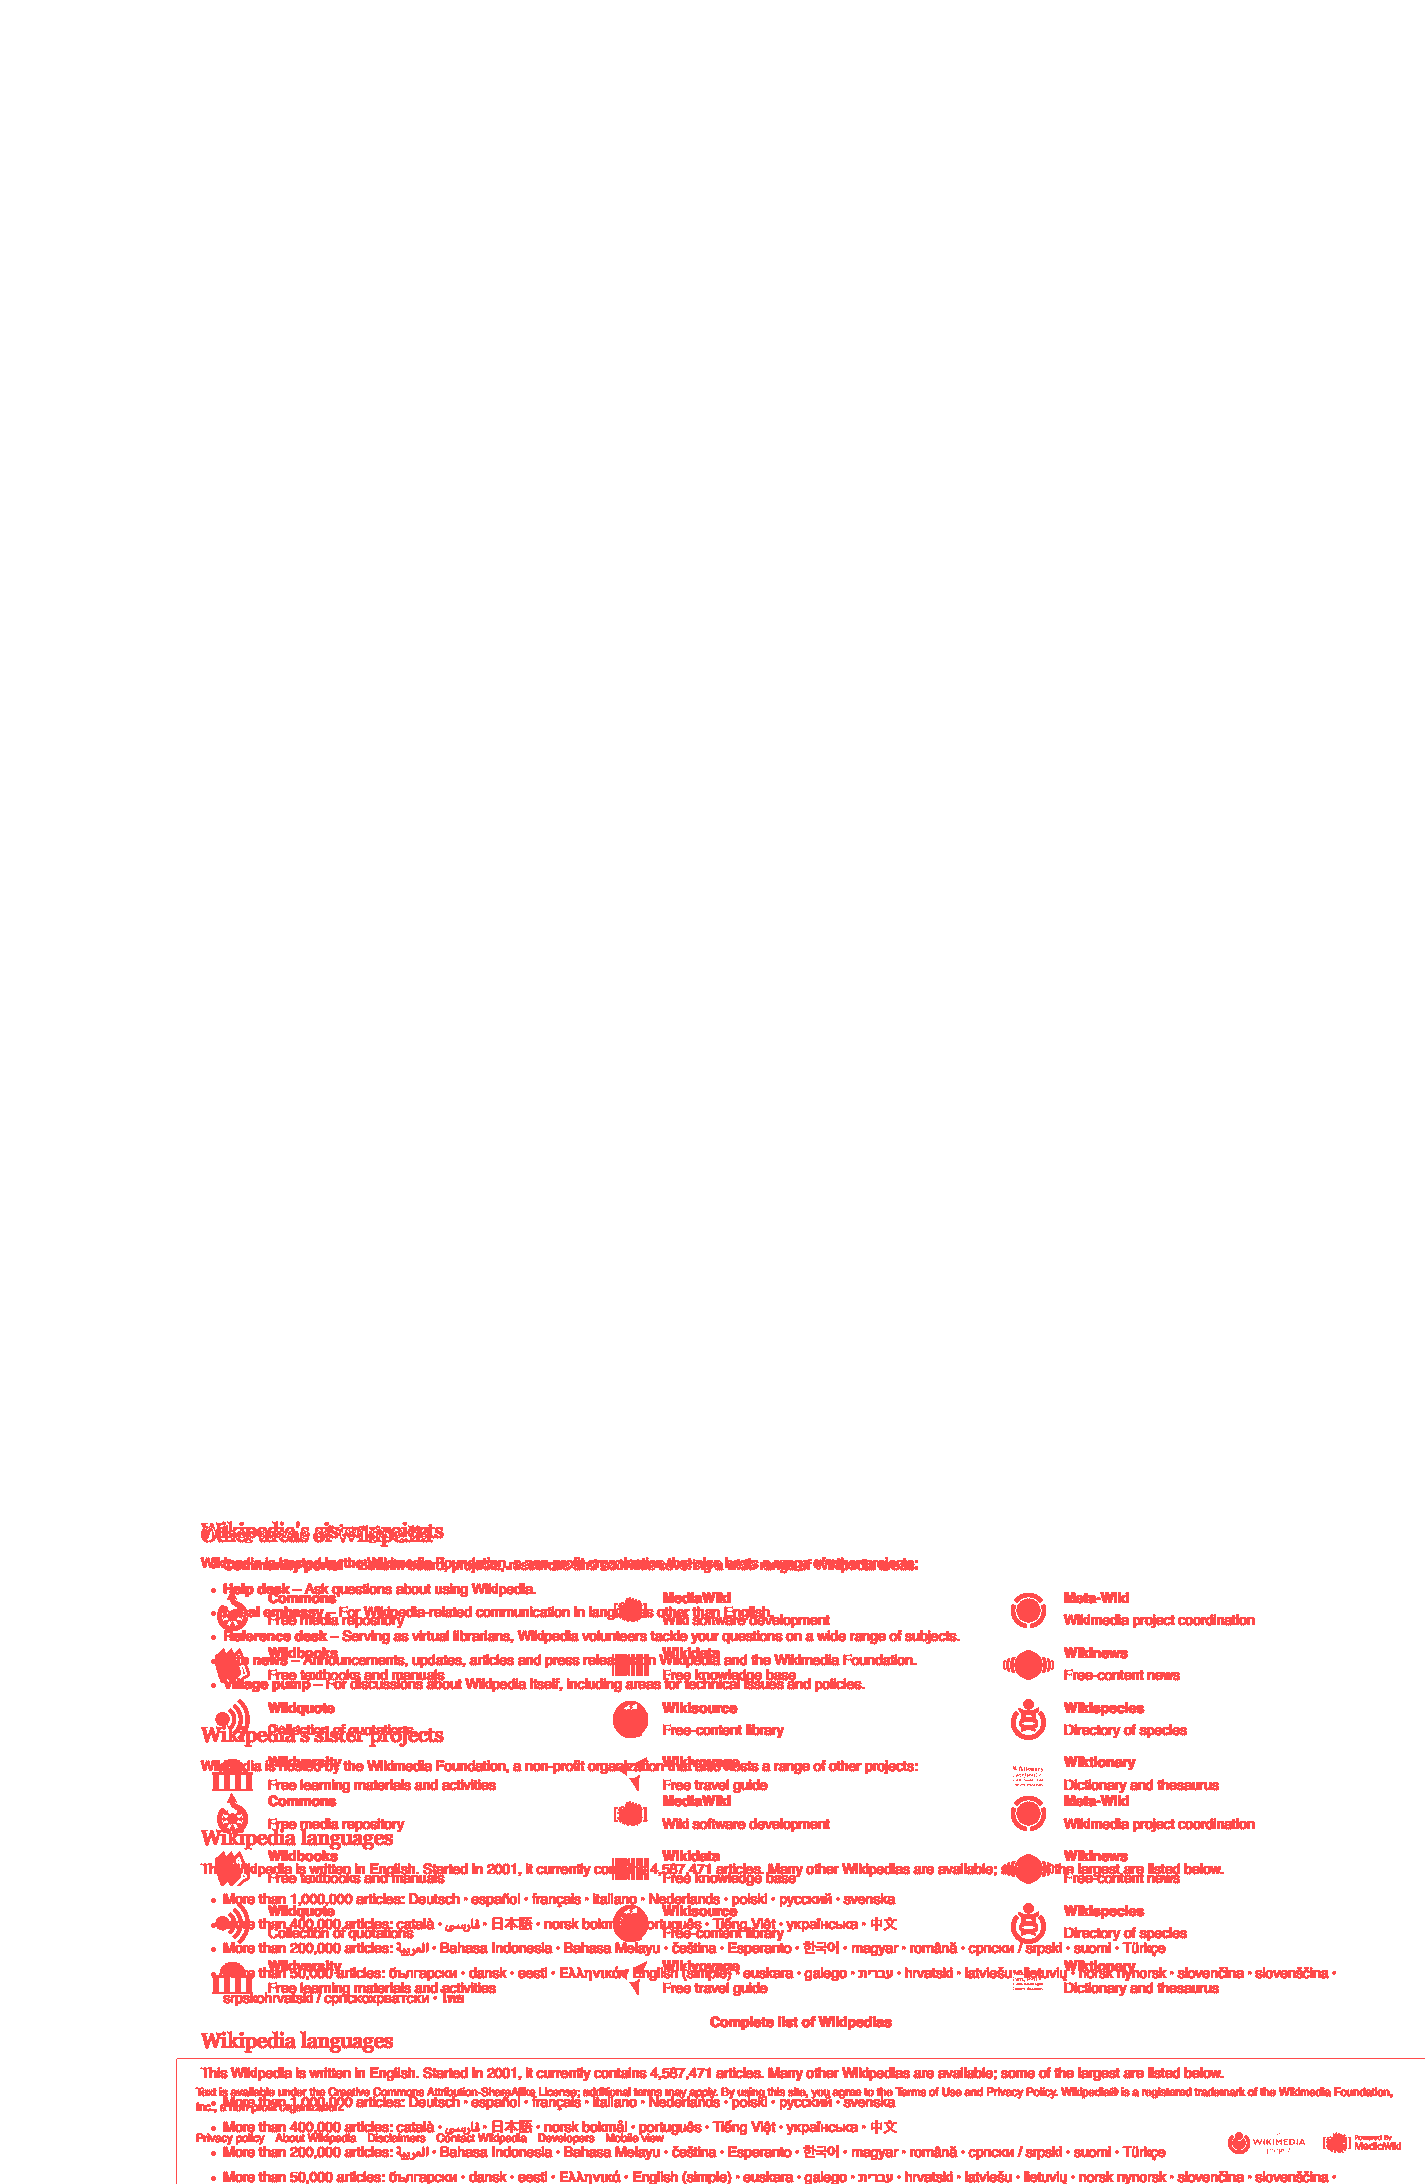 Wikipedia's sister projects
Other areas of Wikipedia
Wikipedia is hosted by the Wikimedia Foundation, a non-profit organization that also hosts a range of other projects:
Help desk – Ask questions about using Wikipedia.
Commons
MediaWiki
Meta-Wiki
Local embassy – For Wikipedia-related communication in languages other than English.
Free media repository
Wiki software development
Wikimedia project coordination
Reference desk – Serving as virtual librarians, Wikipedia volunteers tackle your questions on a wide range of subjects.
Wikibooks
Wikidata
Wikinews
Site news – Announcements, updates, articles and press releases on Wikipedia and the Wikimedia Foundation.
Free textbooks and manuals
Free knowledge base
Free-content news
Village pump – For discussions about Wikipedia itself, including areas for technical issues and policies.
Wikiquote
Wikisource
Wikispecies
Collection of quotations
Free-content library
Directory of species
Wikipedia's sister projects
Wikiversity
Wikivoyage
Wiktionary
Wikipedia is hosted by the Wikimedia Foundation, a non-profit organization that also hosts a range of other projects:
Free learning materials and activities
Free travel guide
Dictionary and thesaurus
Commons
MediaWiki
Meta-Wiki
Free media repository
Wiki software development
Wikimedia project coordination
Wikipedia languages
Wikibooks
Wikidata
Wikinews
This Wikipedia is written in English. Started in 2001, it currently contains 4,587,471 articles. Many other Wikipedias are available; some of the largest are listed below.
Free textbooks and manuals
Free knowledge base
Free-content news
• More than 1,000,000 articles: Deutsch • español • français • italiano • Nederlands • polski • русский • svenska
Wikiquote
Wikisource
Wikispecies
• More than 400,000 articles: català • فارسی • 日本語 • norsk bokmål • português • Tiếng Việt • українська • 中文
Collection of quotations
Free-content library
Directory of species
• More than 200,000 articles: العربية • Bahasa Indonesia • Bahasa Melayu • čeština • Esperanto • 한국어 • magyar • română • српски / srpski • suomi • Türkçe
Wikiversity
Wikivoyage
Wiktionary
• More than 50,000 articles: български • dansk • eesti • Ελληνικά • English (simple) • euskara • galego • עברית • hrvatski • latviešu • lietuvių • norsk nynorsk • slovenčina • slovenščina •
Free learning materials and activities
Free travel guide
Dictionary and thesaurus
srpskohrvatski / српскохрватски • ไทย
Complete list of Wikipedias
Wikipedia languages
This Wikipedia is written in English. Started in 2001, it currently contains 4,587,471 articles. Many other Wikipedias are available; some of the largest are listed below.
Text is available under the Creative Commons Attribution-ShareAlike License; additional terms may apply. By using this site, you agree to the Terms of Use and Privacy Policy. Wikipedia® is a registered trademark of the Wikimedia Foundation,
Inc., a non-profit organization.
• More than 1,000,000 articles: Deutsch • español • français • italiano • Nederlands • polski • русский • svenska
• More than 400,000 articles: català • فارسی • 日本語 • norsk bokmål • português • Tiếng Việt • українська • 中文
Privacy policy About Wikipedia Disclaimers Contact Wikipedia Developers Mobile view
WIKIMEDIA project
Powered By MediaWiki
• More than 200,000 articles: العربية • Bahasa Indonesia • Bahasa Melayu • čeština • Esperanto • 한국어 • magyar • română • српски / srpski • suomi • Türkçe
• More than 50,000 articles: български • dansk • eesti • Ελληνικά • English (simple) • euskara • galego • עברית • hrvatski • latviešu • lietuvių • norsk nynorsk • slovenčina • slovenščina •